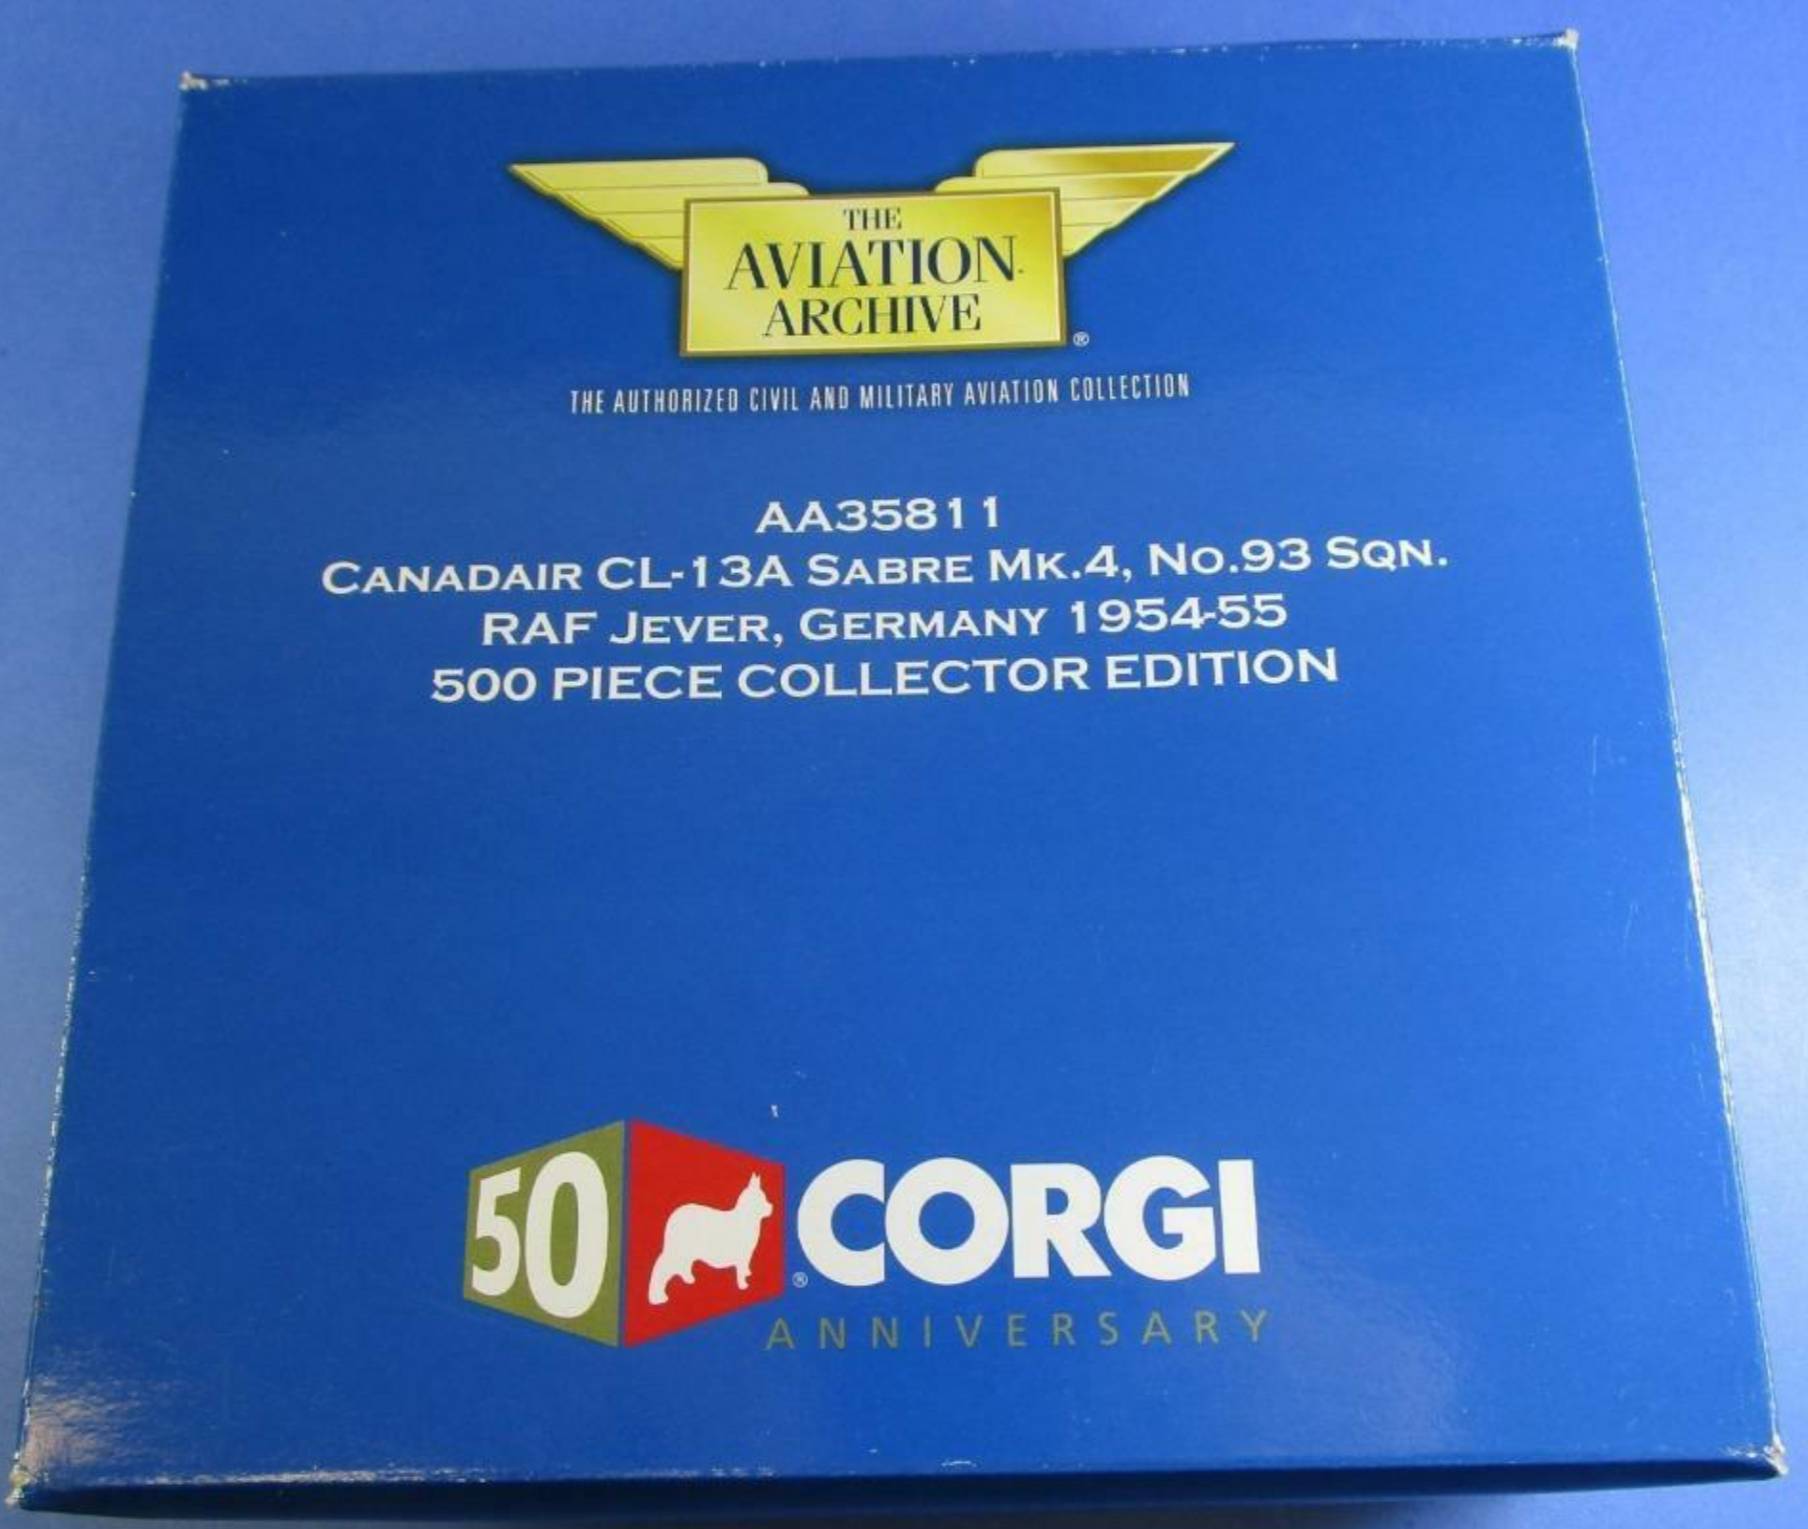 THE
AVIATION
ARCHIVE
®
THE AUTHORIZED CIVIL AND MILITARY AVIATION COLLECTION
AA35811
CANADAIR CL-13A SABRE MK.4, NO.93 SQN.
RAF JEVER, GERMANY 1954-55
500 PIECE COLLECTOR EDITION
50 ® CORGI
ANNIVERSARY